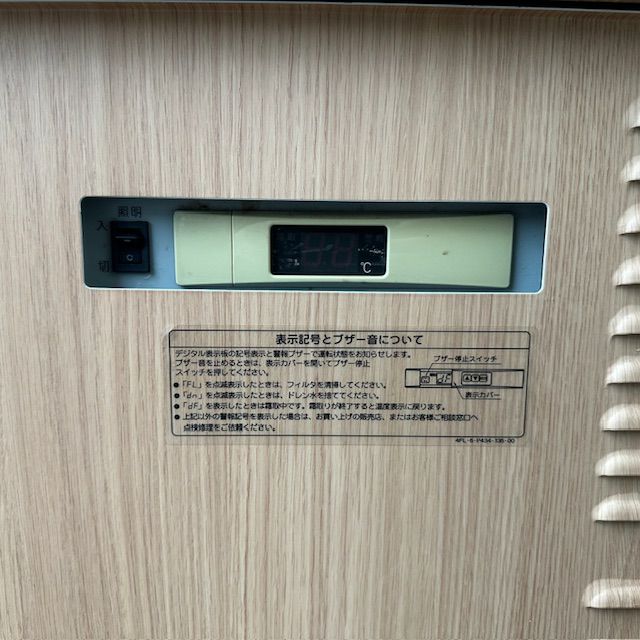 照明
入
切
℃
表示記号とブザー音について
デジタル表示板の記号表示と警報ブザーで運転状態をお知らせします。
ブザー音を止めるときは、表示カバーを開いてブザー停止
スイッチを押してください。
ブザー停止スイッチ
表示カバー
●「FL」を点滅表示したときは、フィルタを清掃してください。
●「dn」を点滅表示したときは、ドレン水を捨ててください。
●「dF」を表示したときは霜取中です。霜取りが終了すると温度表示に戻ります。
●上記以外の警報記号を表示した場合は、お買い上げの販売店、またはお客様ご相談窓口へ
点検修理をご依頼ください。
4FL-6-P434-135-00